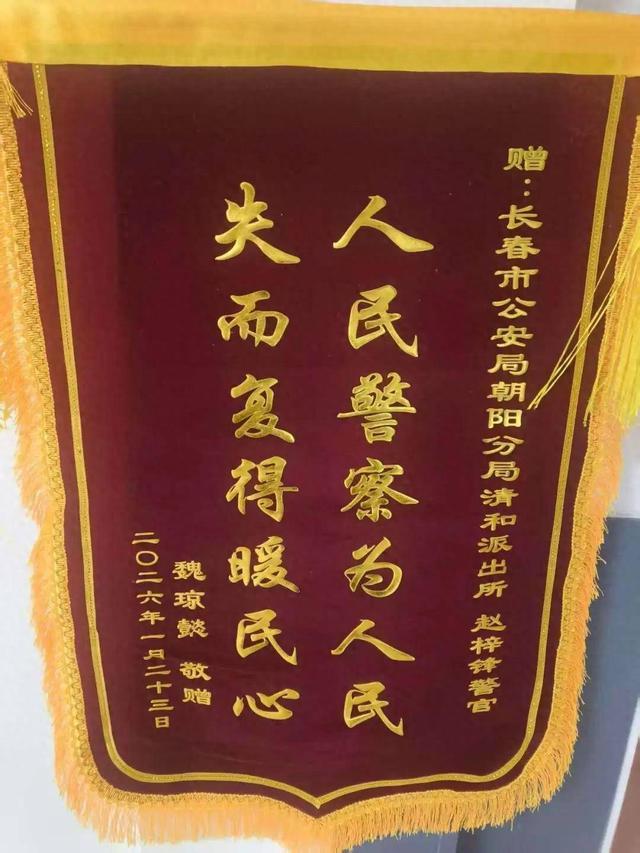 赠：长春市公安局朝阳分局清和派出所 赵梓锋警官
人民警察为人民
失而复得暖民心
魏琼懿 敬赠
二〇二六年一月二十三日